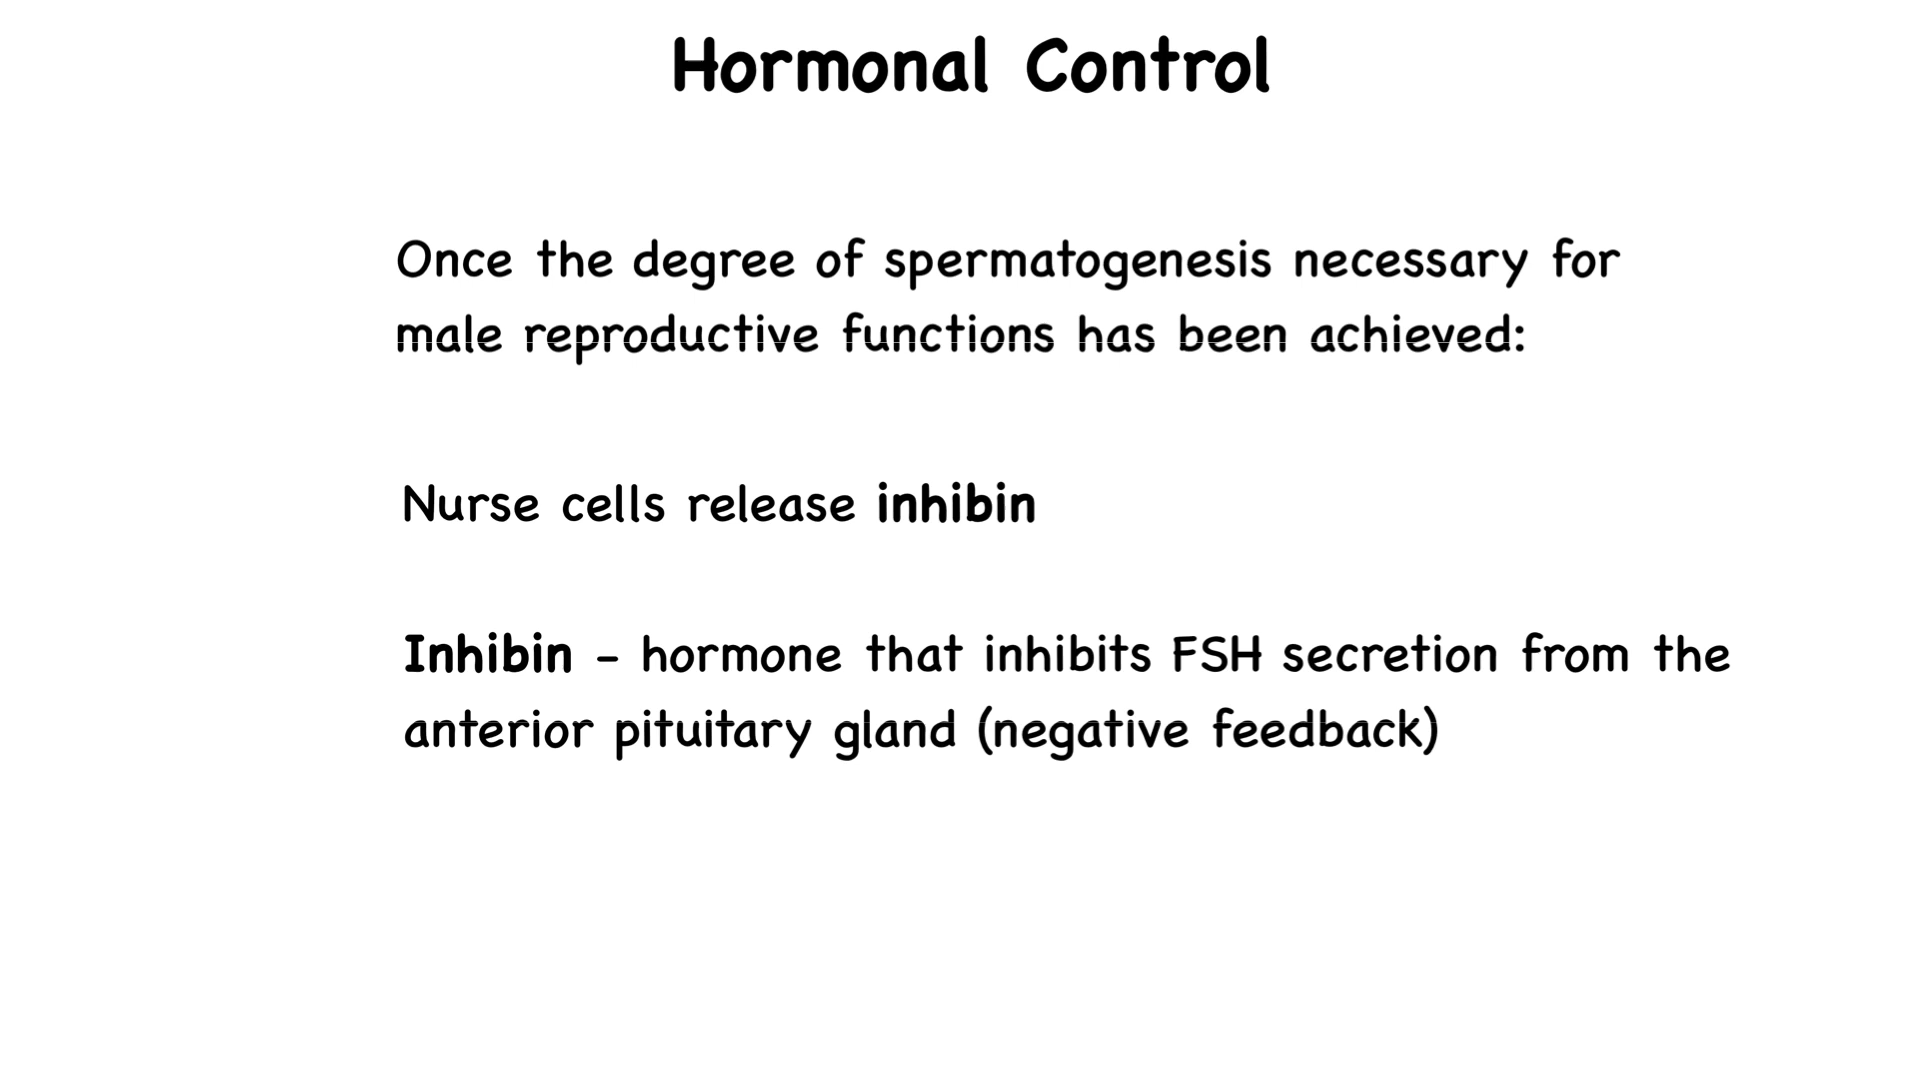 Hormonal Control
Once the degree of spermatogenesis necessary for
male reproductive functions has been achieved:
Nurse cells release inhibin
Inhibin - hormone that inhibits FSH secretion from the
anterior pituitary gland (negative feedback)